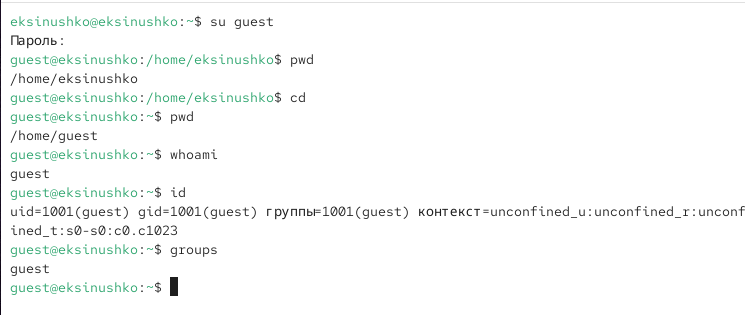 eksinushko@eksinushko:~$ su guest
Пароль:
guest@eksinushko:/home/eksinushko$ pwd
/home/eksinushko
guest@eksinushko:/home/eksinushko$ cd
guest@eksinushko:~$ pwd
/home/guest
guest@eksinushko:~$ whoami
guest
guest@eksinushko:~$ id
uid=1001(guest) gid=1001(guest) группы=1001(guest) контекст=unconfined_u:unconfined_r:unconf
ined_t:s0-s0:c0.c1023
guest@eksinushko:~$ groups
guest
guest@eksinushko:~$